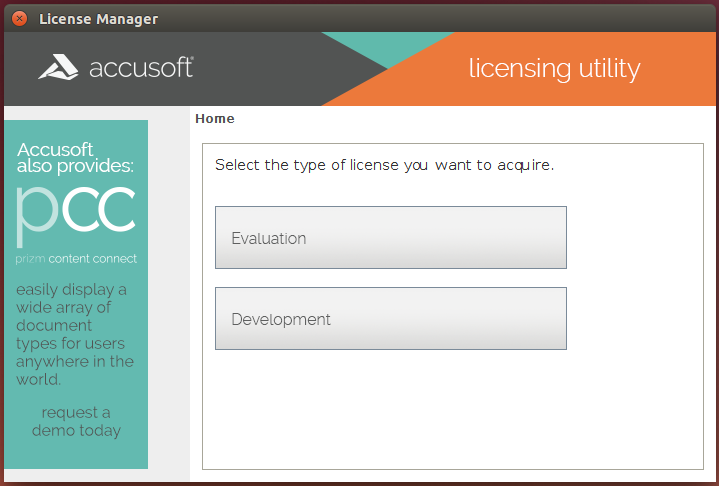 License Manager
accusoft®
licensing utility
Accusoft
also provides:
pcc
prizm content connect
easily display a
wide array of
document
types for users
anywhere in the
world.
request a
demo today
Home
Select the type of license you want to acquire.
Evaluation
Development